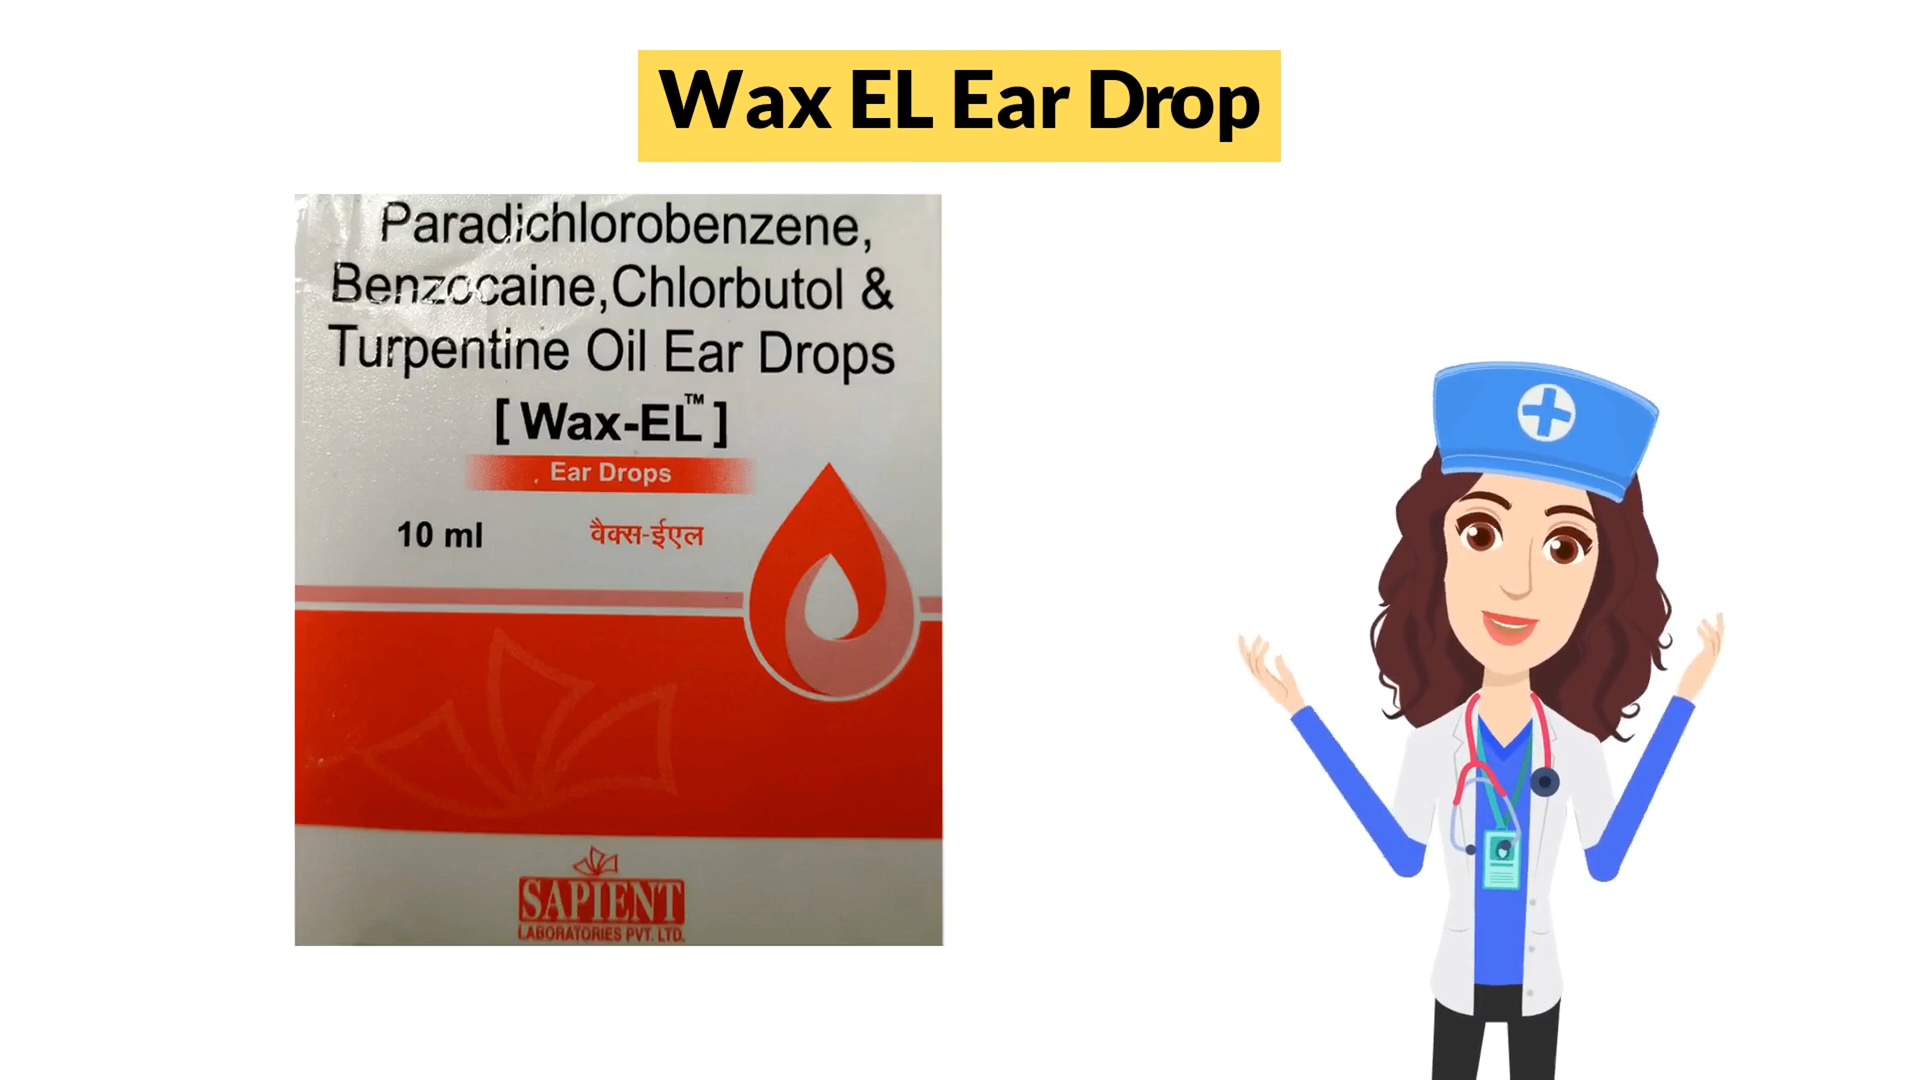 Wax EL Ear Drop
Paradichlorobenzene,
Benzocaine,Chlorbutol &
Turpentine Oil Ear Drops
[Wax-EL™]
Ear Drops
10 ml वैक्स-ईएल
SAPIENT
LABORATORIES PVT. LTD.